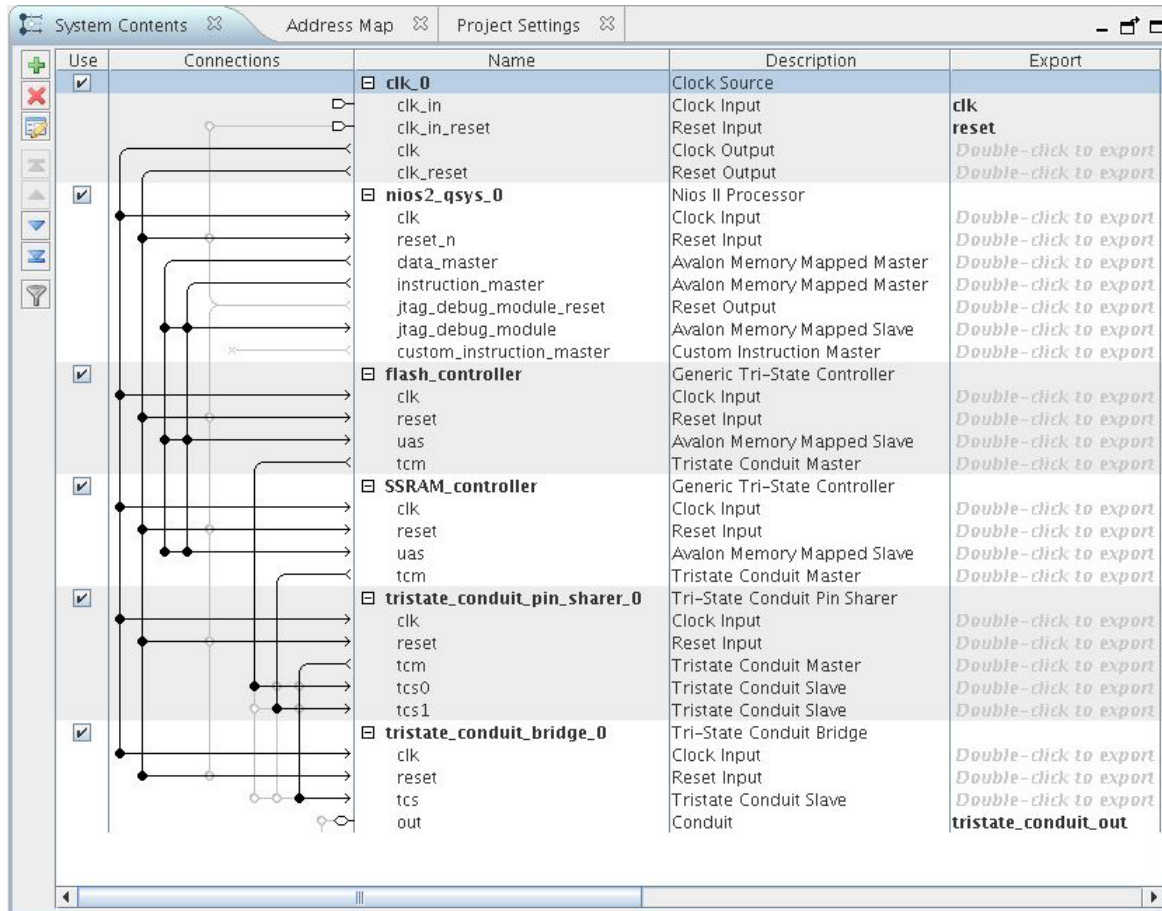 System Contents Address Map Project Settings
Use Connections Name Description Export
clk_0 Clock Source
clk_in Clock Input clk
clk_in_reset Reset Input reset
clk Clock Output Double-click to export
clk_reset Reset Output Double-click to export
nios2_qsys_0 Nios II Processor
clk Clock Input Double-click to export
reset_n Reset Input Double-click to export
data_master Avalon Memory Mapped Master Double-click to export
instruction_master Avalon Memory Mapped Master Double-click to export
jtag_debug_module_reset Reset Output Double-click to export
jtag_debug_module Avalon Memory Mapped Slave Double-click to export
custom_instruction_master Custom Instruction Master Double-click to export
flash_controller Generic Tri-State Controller
clk Clock Input Double-click to export
reset Reset Input Double-click to export
uas Avalon Memory Mapped Slave Double-click to export
tcm Tristate Conduit Master Double-click to export
SSRAM_controller Generic Tri-State Controller
clk Clock Input Double-click to export
reset Reset Input Double-click to export
uas Avalon Memory Mapped Slave Double-click to export
tcm Tristate Conduit Master Double-click to export
tristate_conduit_pin_sharer_0 Tri-State Conduit Pin Sharer
clk Clock Input Double-click to export
reset Reset Input Double-click to export
tcm Tristate Conduit Master Double-click to export
tcs0 Tristate Conduit Slave Double-click to export
tcs1 Tristate Conduit Slave Double-click to export
tristate_conduit_bridge_0 Tri-State Conduit Bridge
clk Clock Input Double-click to export
reset Reset Input Double-click to export
tcs Tristate Conduit Slave Double-click to export
out Conduit tristate_conduit_out